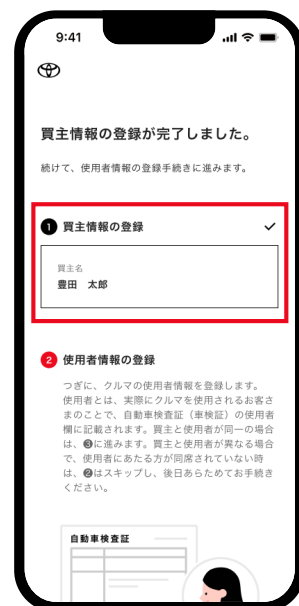 9:41
買主情報の登録が完了しました。
続けて、使用者情報の登録手続きに進みます。
1 買主情報の登録
買主名
豊田 太郎
2 使用者情報の登録
つぎに、クルマの使用者情報を登録します。
使用者とは、実際にクルマを使用されるお客さ
まのことで、自動車検査証（車検証）の使用者
欄に記載されます。買主と使用者が同一の場合
は、❸に進みます。買主と使用者が異なる場合
で、使用者にあたる方が同席されていない時
は、❷はスキップし、後日あらためてお手続き
ください。
自動車検査証